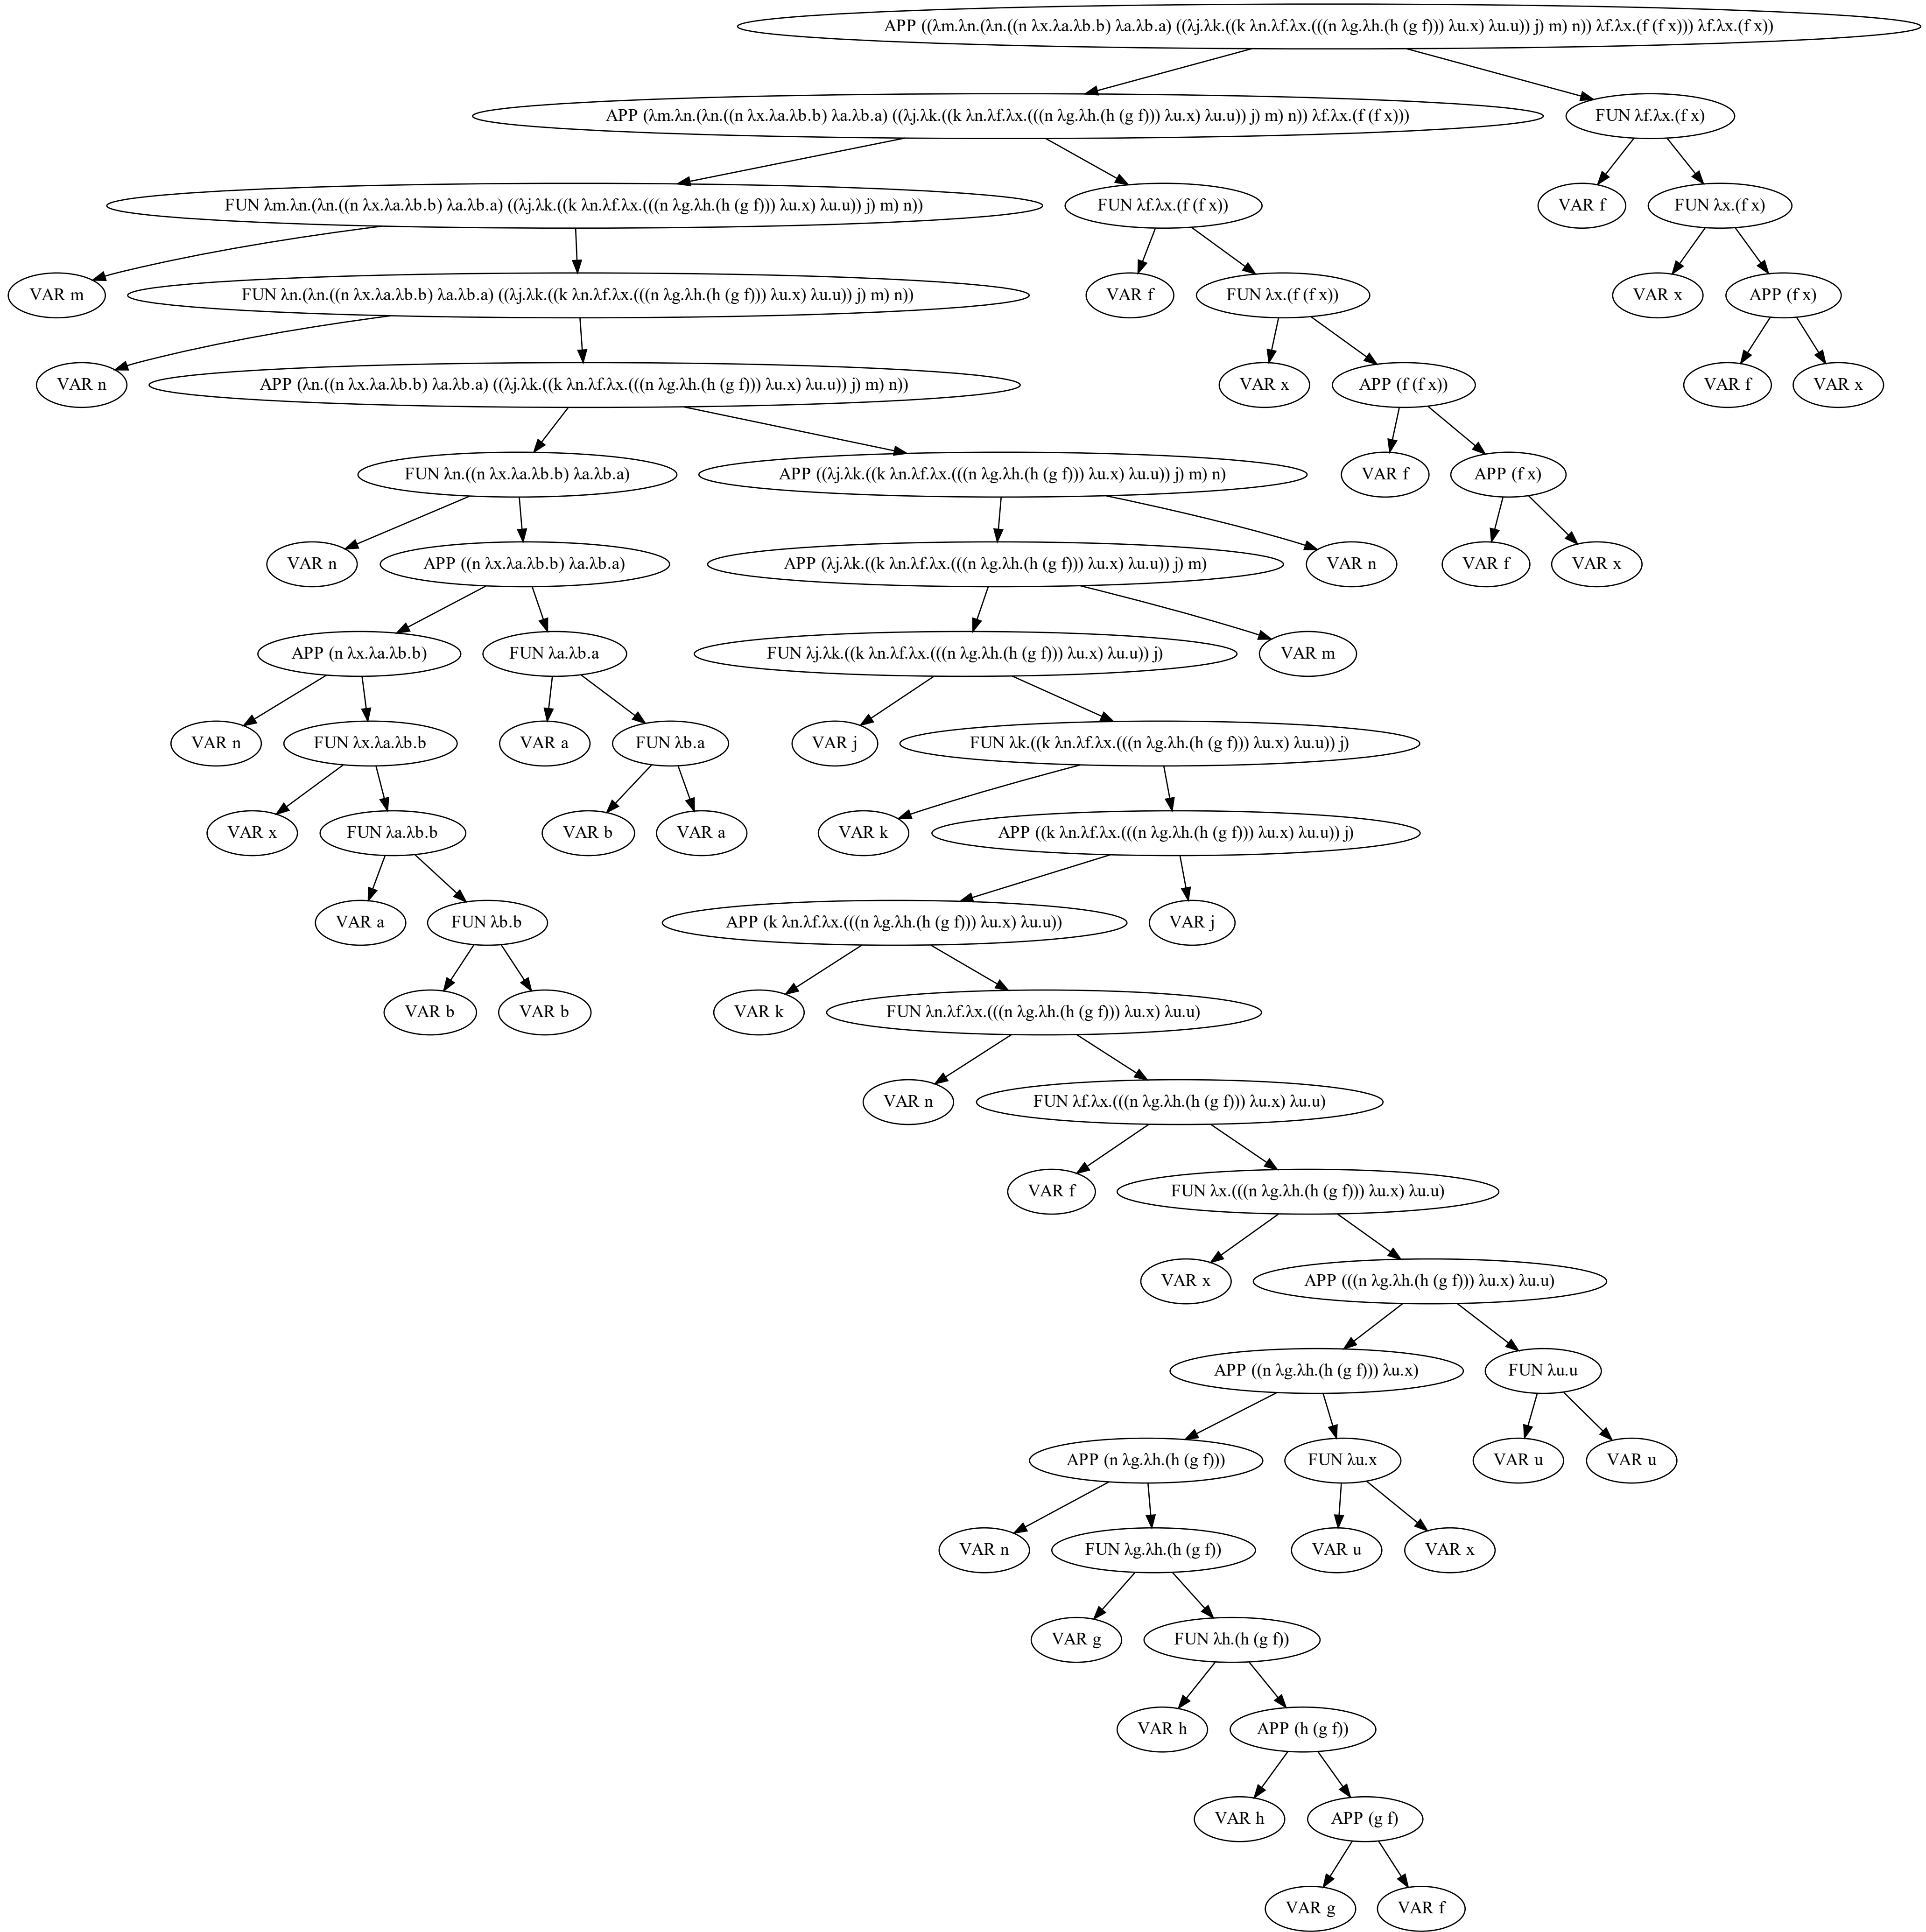 APP ((λm.λn.(λn.((n λx.λa.λb.b) λa.λb.a) ((λj.λk.((k λn.λf.λx.(((n λg.λh.(h (g f))) λu.x) λu.u)) j) m) n)) λf.λx.(f (f x))) λf.λx.(f x))
APP (λm.λn.(λn.((n λx.λa.λb.b) λa.λb.a) ((λj.λk.((k λn.λf.λx.(((n λg.λh.(h (g f))) λu.x) λu.u)) j) m) n)) λf.λx.(f (f x)))
FUN λf.λx.(f x)
FUN λm.λn.(λn.((n λx.λa.λb.b) λa.λb.a) ((λj.λk.((k λn.λf.λx.(((n λg.λh.(h (g f))) λu.x) λu.u)) j) m) n))
FUN λf.λx.(f (f x))
VAR f
FUN λx.(f x)
VAR m
FUN λn.(λn.((n λx.λa.λb.b) λa.λb.a) ((λj.λk.((k λn.λf.λx.(((n λg.λh.(h (g f))) λu.x) λu.u)) j) m) n))
VAR f
FUN λx.(f (f x))
VAR x
APP (f x)
VAR n
APP (λn.((n λx.λa.λb.b) λa.λb.a) ((λj.λk.((k λn.λf.λx.(((n λg.λh.(h (g f))) λu.x) λu.u)) j) m) n))
VAR x
APP (f (f x))
VAR f
VAR x
FUN λn.((n λx.λa.λb.b) λa.λb.a)
APP ((λj.λk.((k λn.λf.λx.(((n λg.λh.(h (g f))) λu.x) λu.u)) j) m) n)
VAR f
APP (f x)
VAR n
APP ((n λx.λa.λb.b) λa.λb.a)
APP (λj.λk.((k λn.λf.λx.(((n λg.λh.(h (g f))) λu.x) λu.u)) j) m)
VAR n
VAR f
VAR x
APP (n λx.λa.λb.b)
FUN λa.λb.a
FUN λj.λk.((k λn.λf.λx.(((n λg.λh.(h (g f))) λu.x) λu.u)) j)
VAR m
VAR n
FUN λx.λa.λb.b
VAR a
FUN λb.a
VAR j
FUN λk.((k λn.λf.λx.(((n λg.λh.(h (g f))) λu.x) λu.u)) j)
VAR x
FUN λa.λb.b
VAR b
VAR a
VAR k
APP ((k λn.λf.λx.(((n λg.λh.(h (g f))) λu.x) λu.u)) j)
VAR a
FUN λb.b
APP (k λn.λf.λx.(((n λg.λh.(h (g f))) λu.x) λu.u))
VAR j
VAR b
VAR b
VAR k
FUN λn.λf.λx.(((n λg.λh.(h (g f))) λu.x) λu.u)
VAR n
FUN λf.λx.(((n λg.λh.(h (g f))) λu.x) λu.u)
VAR f
FUN λx.(((n λg.λh.(h (g f))) λu.x) λu.u)
VAR x
APP (((n λg.λh.(h (g f))) λu.x) λu.u)
APP ((n λg.λh.(h (g f))) λu.x)
FUN λu.u
APP (n λg.λh.(h (g f)))
FUN λu.x
VAR u
VAR u
VAR n
FUN λg.λh.(h (g f))
VAR u
VAR x
VAR g
FUN λh.(h (g f))
VAR h
APP (h (g f))
VAR h
APP (g f)
VAR g
VAR f